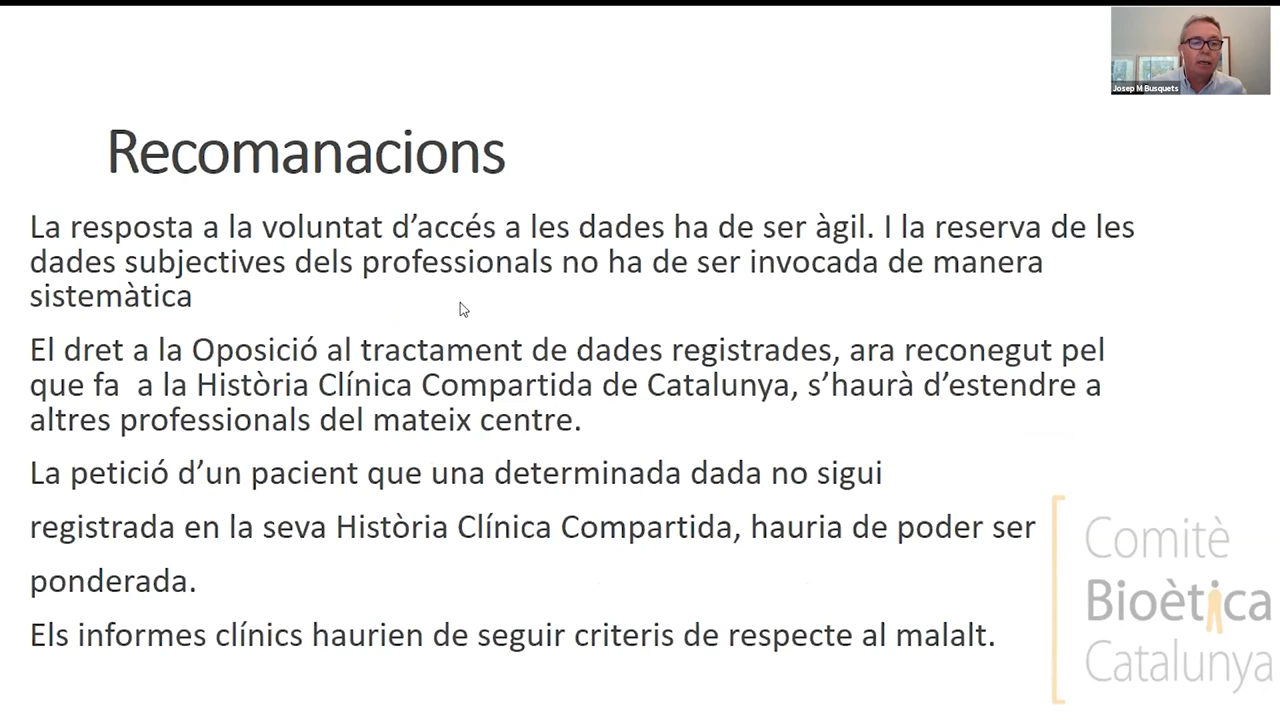 Josep M Busquets
Recomanacions
La resposta a la voluntat d’accés a les dades ha de ser àgil. I la reserva de les
dades subjectives dels professionals no ha de ser invocada de manera
sistemàtica
El dret a la Oposició al tractament de dades registrades, ara reconegut pel
que fa  a la Història Clínica Compartida de Catalunya, s’haurà d’estendre a
altres professionals del mateix centre.
La petició d’un pacient que una determinada dada no sigui
registrada en la seva Història Clínica Compartida, hauria de poder ser
ponderada.
Els informes clínics haurien de seguir criteris de respecte al malalt.
Comitè
Bioètica
Catalunya